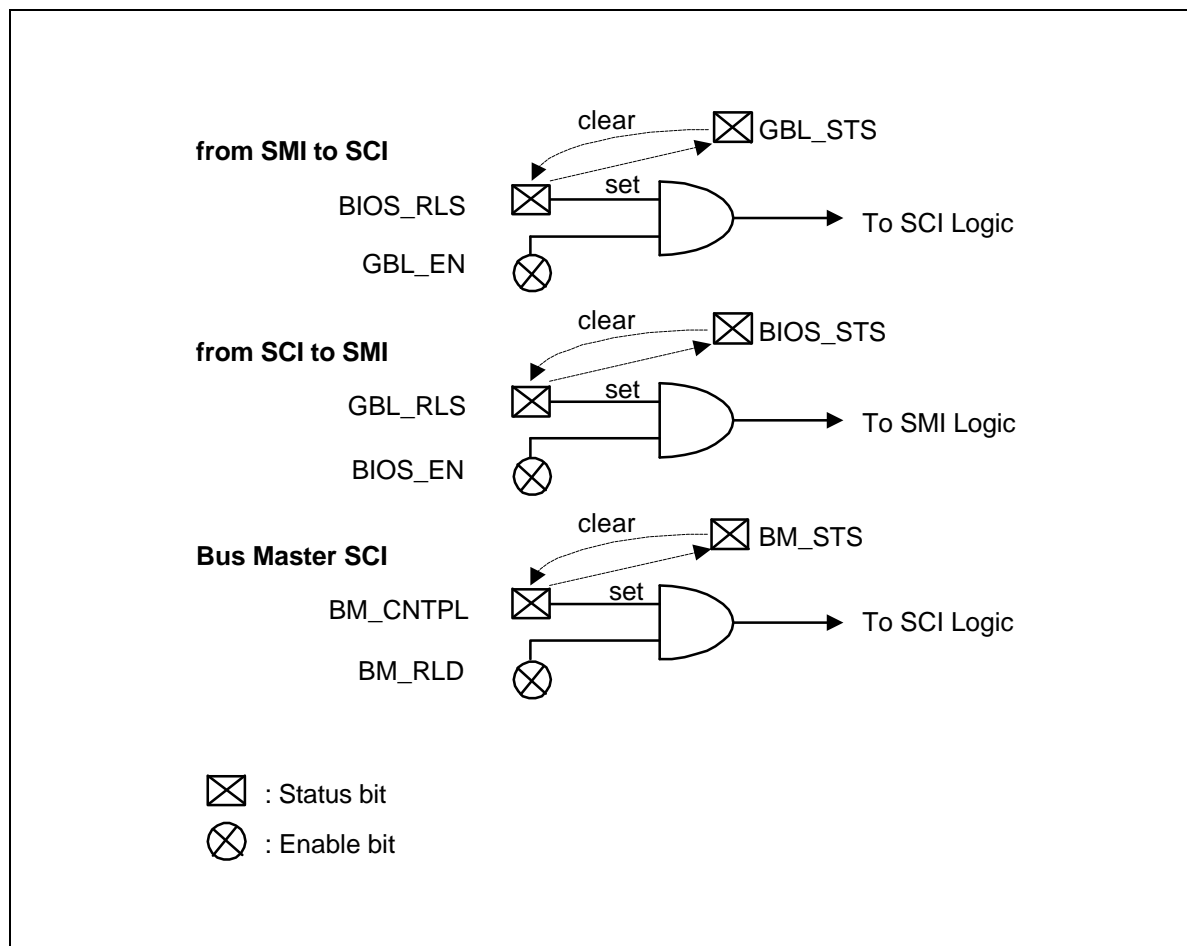 clear
GBL_STS
from SMI to SCI
set
BIOS_RLS
To SCI Logic
GBL_EN
clear
BIOS_STS
from SCI to SMI
set
GBL_RLS
To SMI Logic
BIOS_EN
clear
BM_STS
Bus Master SCI
set
BM_CNTPL
To SCI Logic
BM_RLD
: Status bit
: Enable bit